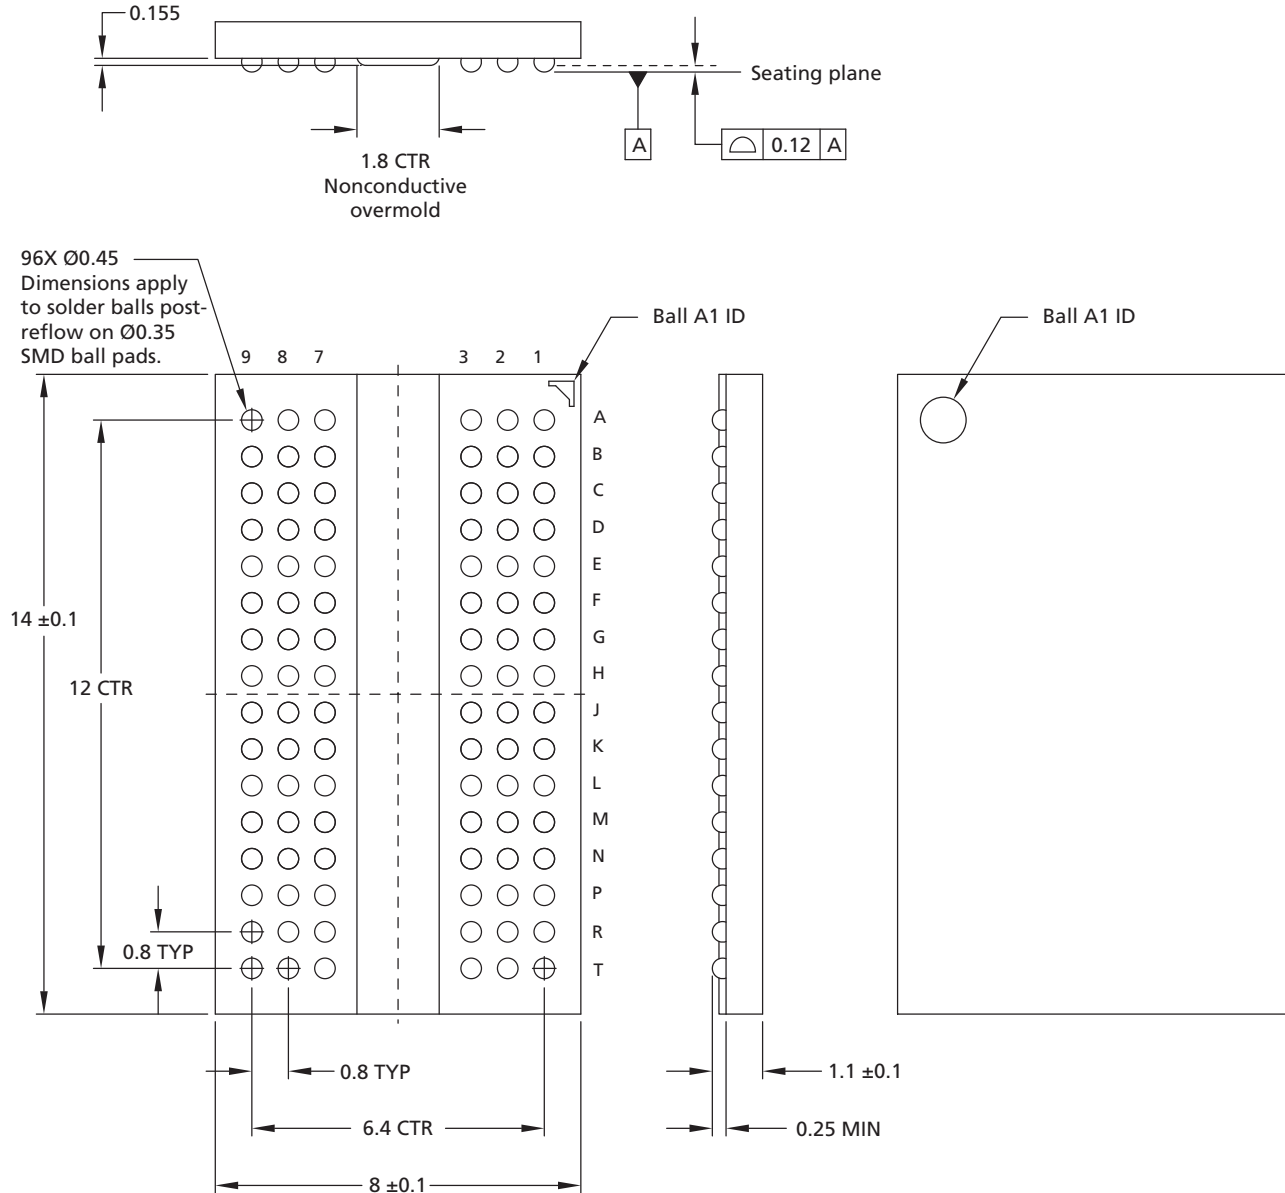 0.155
Seating plane
A
0.12 A
1.8 CTR
Nonconductive
overmold
96X Ø0.45
Dimensions apply
to solder balls post-
reflow on Ø0.35
SMD ball pads.
Ball A1 ID
Ball A1 ID
9 8 7 3 2 1
A
B
C
D
E
F
14 ±0.1
G
H
12 CTR
J
K
L
M
N
P
R
0.8 TYP
T
0.8 TYP
1.1 ±0.1
6.4 CTR
0.25 MIN
8 ±0.1